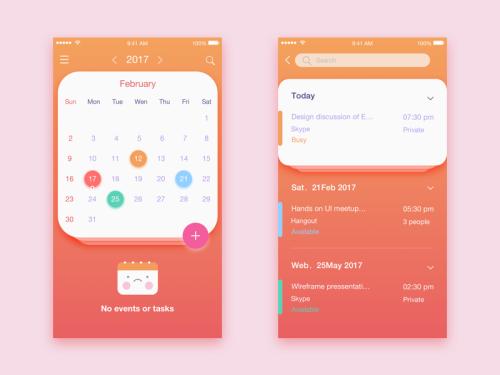 9:41 AM 100%
2017
February
Sun Mon Tue Wen Thu Fri Sat
1
2 3 4 5 6 7 8
9 10 11 12 13 14 15
16 17 18 19 20 21 22
23 24 25 26 27 28 29
30 31
+
No events or tasks
9:41 AM 100%
Search
Today
Design discussion of E... 07:30 pm
Skype Private
Busy
Sat. 21Feb 2017
Hands on UI meetup... 05:30 pm
Hangout 3 people
Available
Web. 25May 2017
Wireframe presentati... 02:30 pm
Skype Private
Available